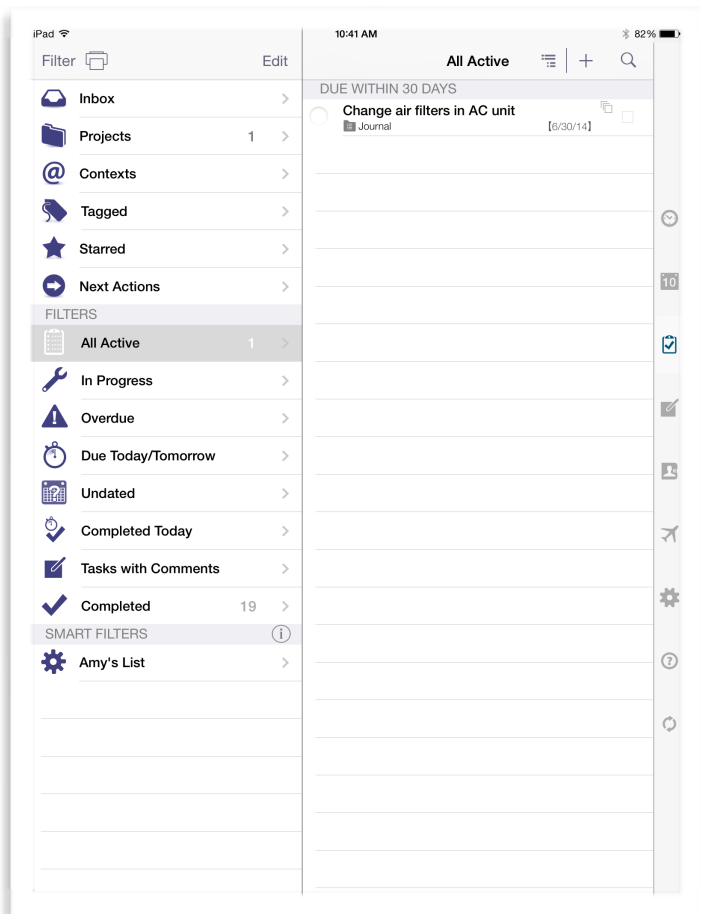 iPad 10:41 AM 82%
Filter Edit
Inbox
Projects 1
Contexts
Tagged
Starred
Next Actions
FILTERS
All Active 1
In Progress
Overdue
Due Today/Tomorrow
Undated
Completed Today
Tasks with Comments
Completed 19
SMART FILTERS
Amy's List
All Active
DUE WITHIN 30 DAYS
Change air filters in AC unit
Journal 【6/30/14】
10